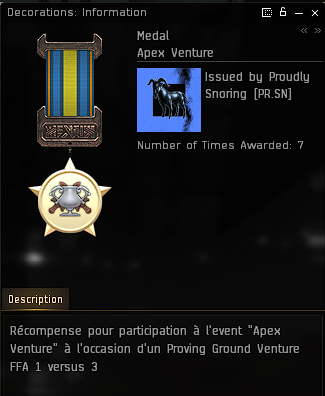 Decorations: Information
Medal
Apex Venture
Issued by Proudly
Snoring [PR.SN]
Number of Times Awarded: 7
Description
Récompense pour participation à l'event "Apex
Venture" à l'occasion d'un Proving Ground Venture
FFA 1 versus 3